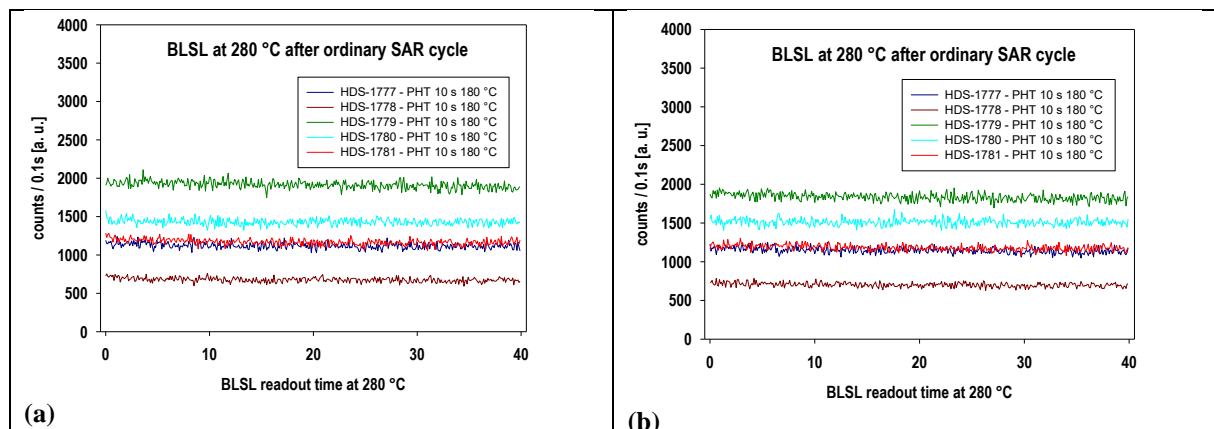 BLSL at 280 °C after ordinary SAR cycle
HDS-1777 - PHT 10 s 180 °C
HDS-1778 - PHT 10 s 180 °C
HDS-1779 - PHT 10 s 180 °C
HDS-1780 - PHT 10 s 180 °C
HDS-1781 - PHT 10 s 180 °C
counts / 0.1s [a. u.]
4000
3500
3000
2500
2000
1500
1000
500
0
0 10 20 30 40
BLSL readout time at 280 °C
(a)
BLSL at 280 °C after ordinary SAR cycle
HDS-1777 - PHT 10 s 180 °C
HDS-1778 - PHT 10 s 180 °C
HDS-1779 - PHT 10 s 180 °C
HDS-1780 - PHT 10 s 180 °C
HDS-1781 - PHT 10 s 180 °C
counts / 0.1s [a. u.]
4000
3500
3000
2500
2000
1500
1000
500
0
0 10 20 30 40
BLSL readout time at 280 °C
(b)